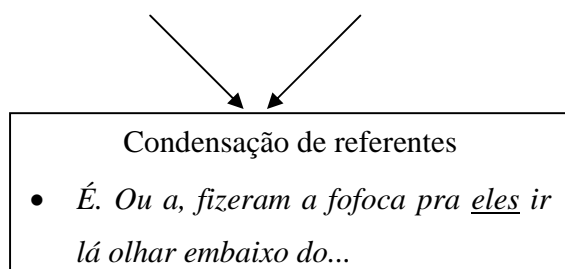 Condensação de referentes
• É. Ou a, fizeram a fofoca pra eles ir
lá olhar embaixo do...